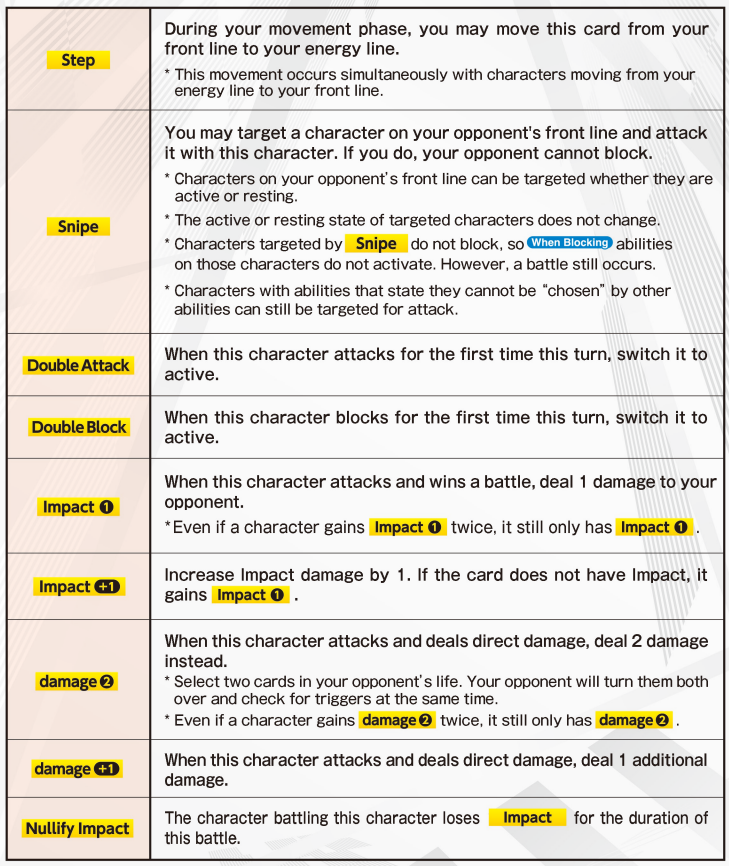 Step
During your movement phase, you may move this card from your
front line to your energy line.
* This movement occurs simultaneously with characters moving from your
energy line to your front line.
Snipe
You may target a character on your opponent's front line and attack
it with this character. If you do, your opponent cannot block.
* Characters on your opponent's front line can be targeted whether they are
active or resting.
* The active or resting state of targeted characters does not change.
* Characters targeted by Snipe do not block, so When Blocking abilities
on those characters do not activate. However, a battle still occurs.
* Characters with abilities that state they cannot be “chosen” by other
abilities can still be targeted for attack.
Double Attack
When this character attacks for the first time this turn, switch it to
active.
Double Block
When this character blocks for the first time this turn, switch it to
active.
Impact ❶
When this character attacks and wins a battle, deal 1 damage to your
opponent.
*Even if a character gains Impact ❶ twice, it still only has Impact ❶ .
Impact +1
Increase Impact damage by 1. If the card does not have Impact, it
gains Impact ❶ .
damage ❷
When this character attacks and deals direct damage, deal 2 damage
instead.
* Select two cards in your opponent's life. Your opponent will turn them both
over and check for triggers at the same time.
* Even if a character gains damage ❷ twice, it still only has damage ❷ .
damage +1
When this character attacks and deals direct damage, deal 1 additional
damage.
Nullify Impact
The character battling this character loses Impact for the duration of
this battle.